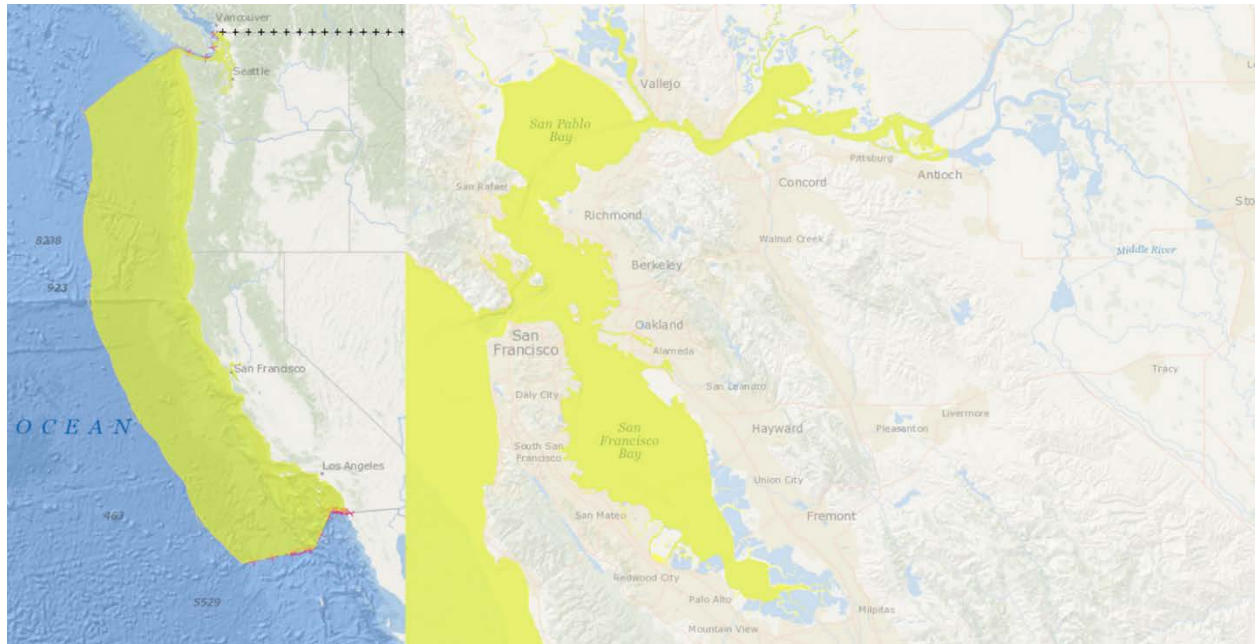 Vancouver
Seattle
8238
923
San Francisco
OCEAN
Los Angeles
463
5529
Vallejo
San Pablo
Bay
Pittsburg
Antioch
San Rafael
Concord
Richmond
Walnut Creek
Middle River
Berkeley
Oakland
San
Francisco
Alameda
San Leandro
Tracy
Daly City
Livermore
San
Francisco
Bay
Hayward
Pleasanton
South San
Francisco
Union City
San Mateo
Fremont
Redwood City
Palo Alto
Milpitas
Mountain View